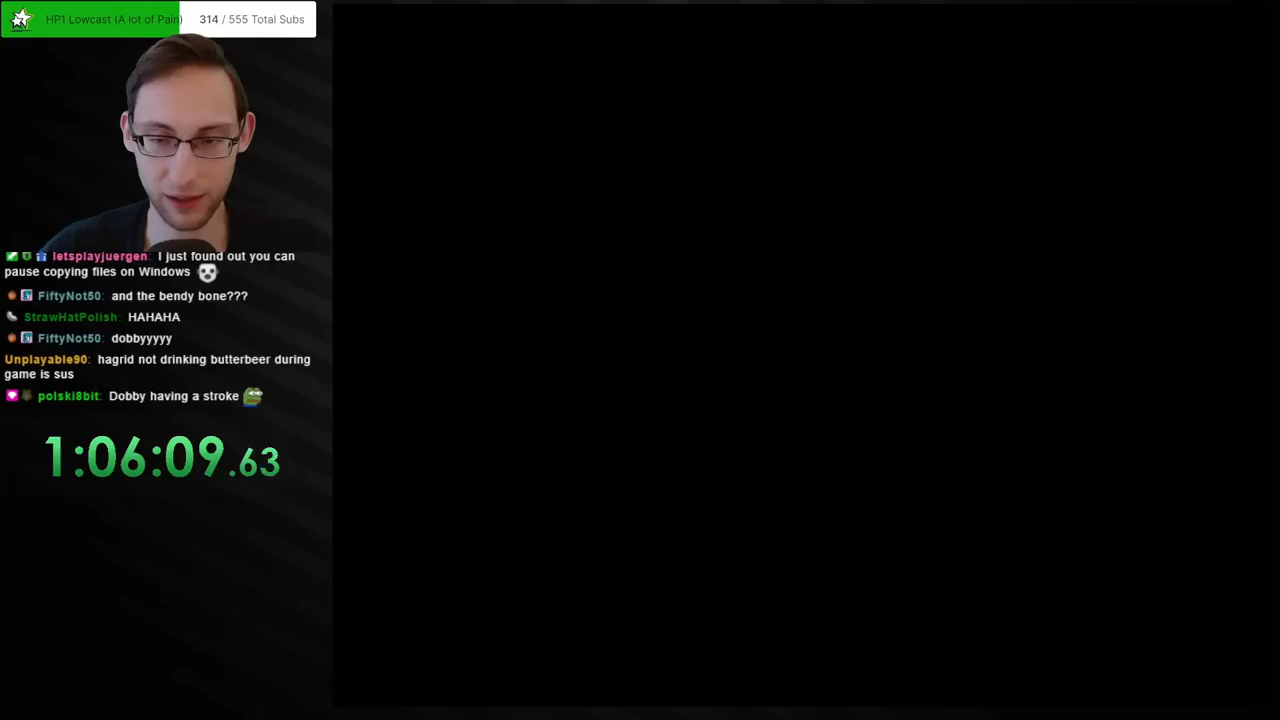 HP1 Lowcast (A lot of Pain) 314 / 555 Total Subs
letsplayjuergen: I just found out you can
pause copying files on Windows
FiftyNot50: and the bendy bone???
StrawHatPolish: HAHAHA
FiftyNot50: dobbyyyyy
Unplayable90: hagrid not drinking butterbeer during
game is sus
polski8bit: Dobby having a stroke
1:06:09.63